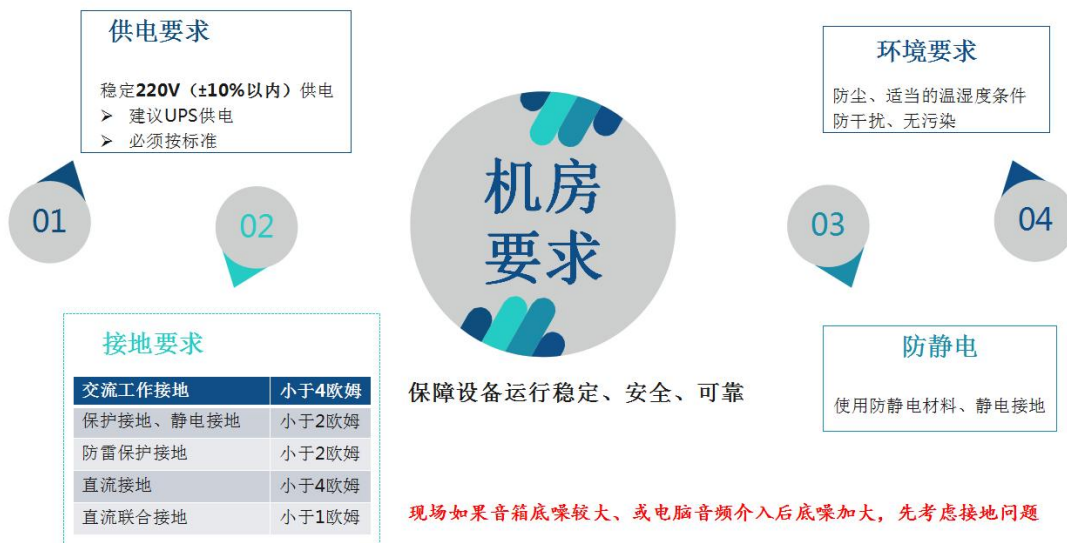 供电要求
稳定220V（±10%以内）供电
➢ 建议UPS供电
➢ 必须按标准
01
02
接地要求
交流工作接地 小于4欧姆
保护接地、静电接地 小于2欧姆
防雷保护接地 小于2欧姆
直流接地 小于4欧姆
直流联合接地 小于1欧姆
机房
要求
保障设备运行稳定、安全、可靠
环境要求
防尘、适当的温湿度条件
防干扰、无污染
03
04
防静电
使用防静电材料、静电接地
现场如果音箱底噪较大、或电脑音频介入后底噪加大，先考虑接地问题